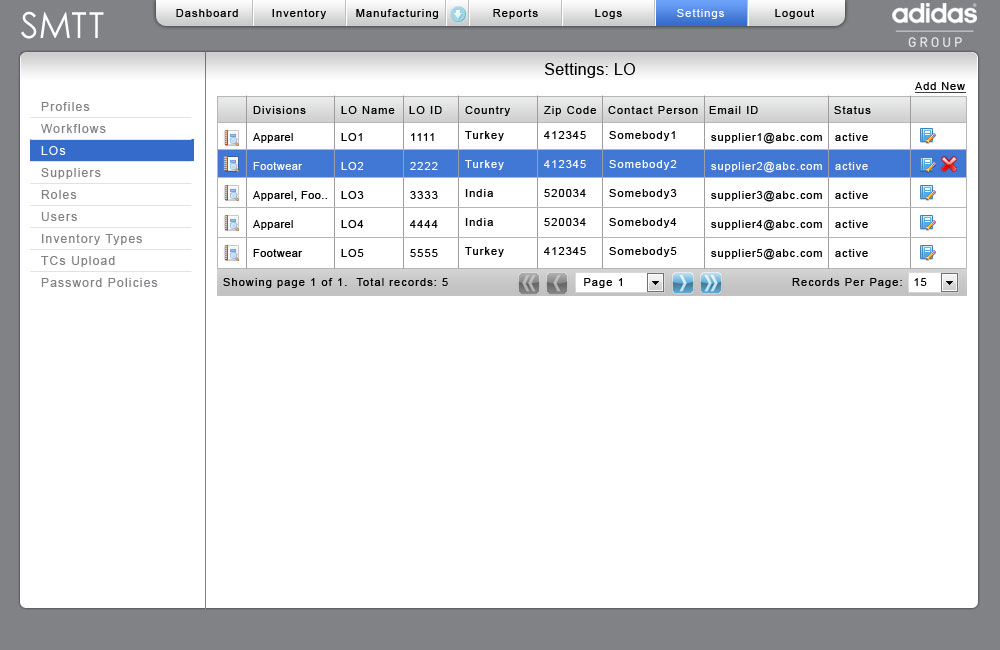 SMTT
Dashboard Inventory Manufacturing Reports Logs Settings Logout
adidas
GROUP
Settings: LO
Add New
Profiles
Workflows
LOs
Suppliers
Roles
Users
Inventory Types
TCs Upload
Password Policies
Divisions LO Name LO ID Country Zip Code Contact Person Email ID Status
Apparel LO1 1111 Turkey 412345 Somebody1 supplier1@abc.com active
Footwear LO2 2222 Turkey 412345 Somebody2 supplier2@abc.com active
Apparel, Foo.. LO3 3333 India 520034 Somebody3 supplier3@abc.com active
Apparel LO4 4444 India 520034 Somebody4 supplier4@abc.com active
Footwear LO5 5555 Turkey 412345 Somebody5 supplier5@abc.com active
Showing page 1 of 1. Total records: 5 Page 1 Records Per Page: 15